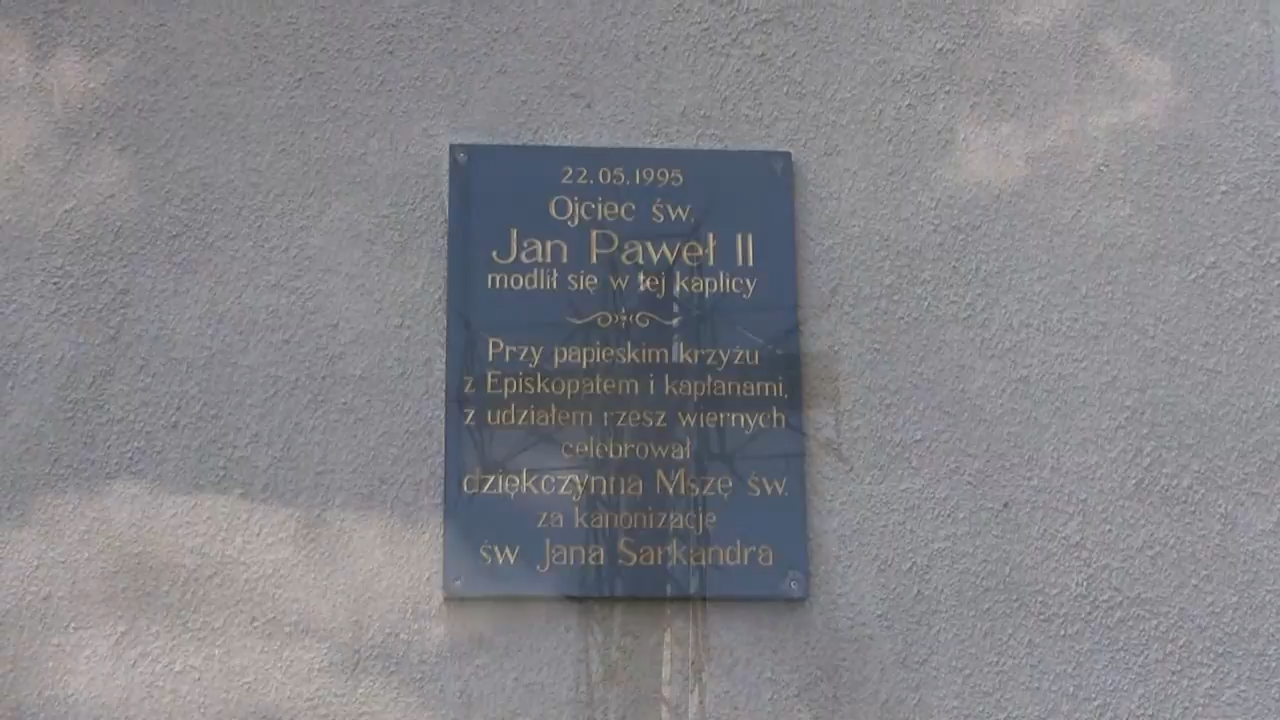 22.05.1995
Ojciec św.
Jan Paweł II
modlił się w tej kaplicy
Przy papieskim krzyżu
z Episkopatem i kapłanami,
z udziałem rzesz wiernych
celebrował
dziękczynną Mszę św.
za kanonizację
św Jana Sarkandra